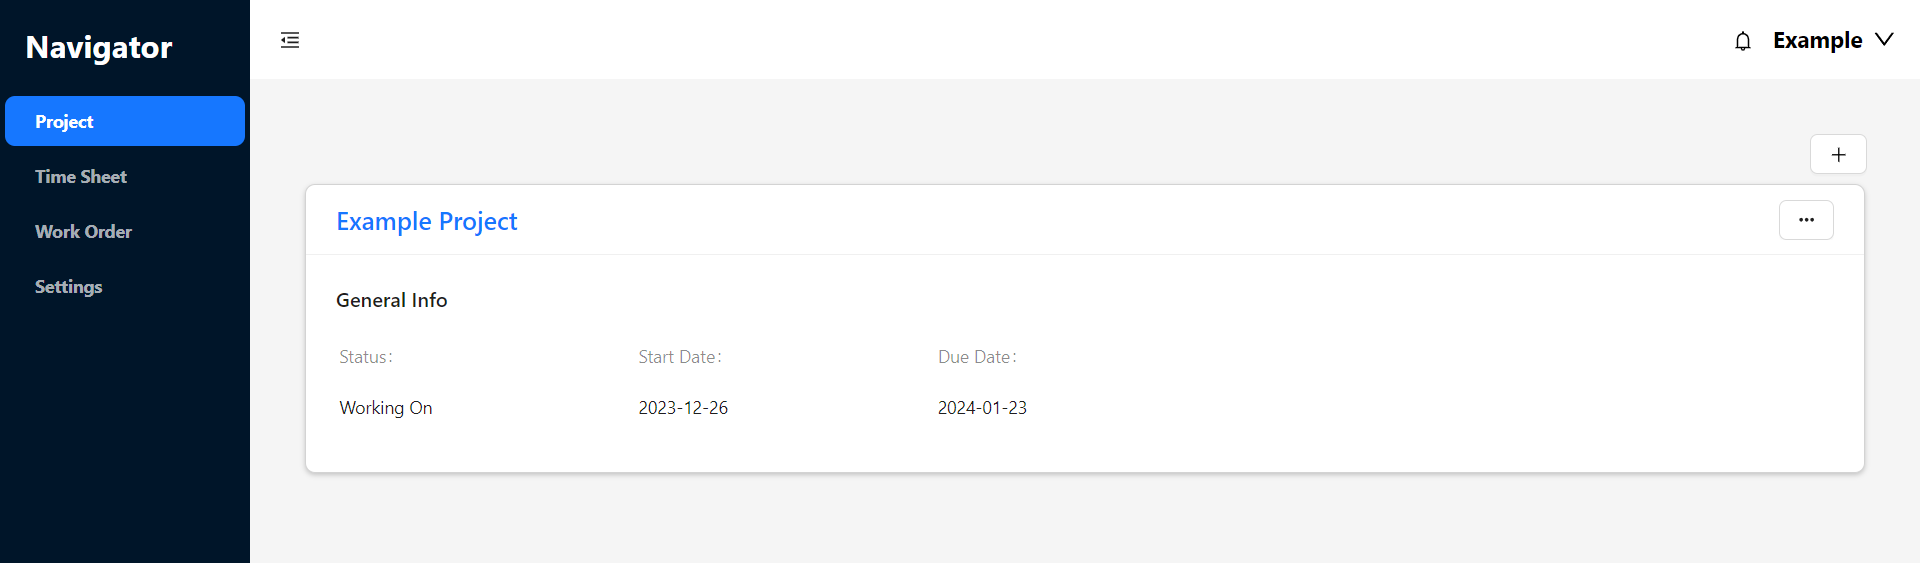 Navigator
Example
Project
Time Sheet
Work Order
Settings
Example Project
General Info
Status:
Start Date:
Due Date:
Working On
2023-12-26
2024-01-23